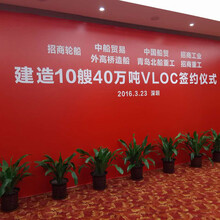 招商轮船 中船贸易 中国船贸 招商工业
外高桥造船 青岛北船重工 招商重工
建造10艘40万吨VLOC签约仪式
2016.3.23 深圳